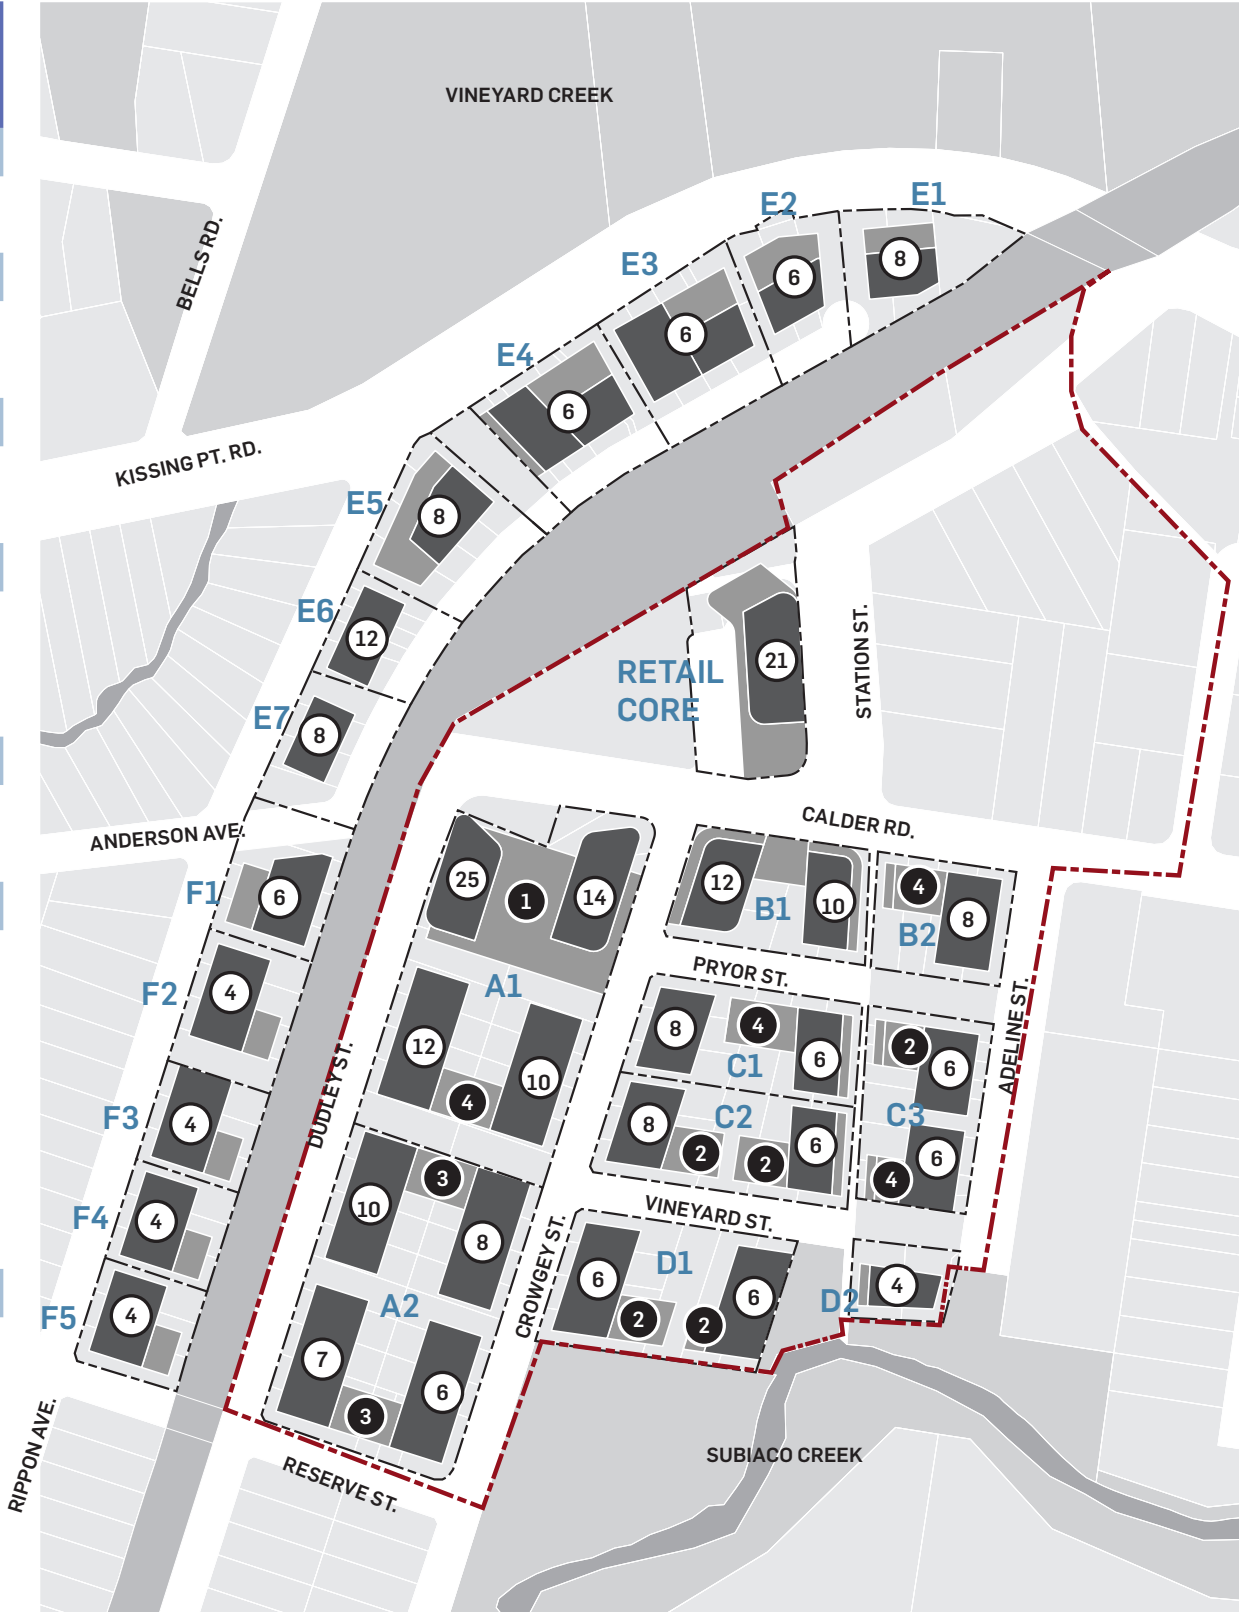 VINEYARD CREEK
E1
E2
BELLS RD.
8
E3
6
6
E4
6
KISSING PT. RD.
E5
8
E6
12
STATION ST.
21
RETAIL
CORE
E7
8
CALDER RD.
ANDERSON AVE.
25
1
14
12
10
B1
4
8
B2
F1
6
PRYOR ST.
A1
F2
4
8
4
6
C1
2
6
ADELINE ST.
12
10
4
DUDLEY ST.
F3
4
C2
8
2
2
6
C3
6
4
3
10
8
F4
4
VINEYARD ST.
CROWGEY ST.
D1
6
2
2
6
D2
4
A2
F5
4
7
6
3
RIPPON AVE.
RESERVE ST.
SUBIACO CREEK